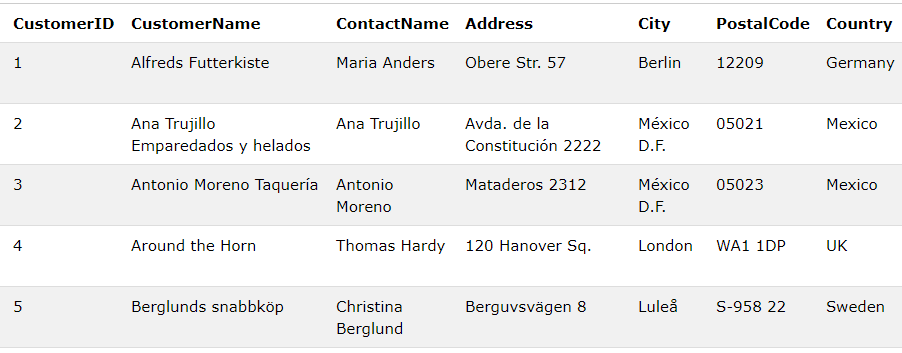 CustomerID CustomerName ContactName Address City PostalCode Country
1 Alfreds Futterkiste Maria Anders Obere Str. 57 Berlin 12209 Germany
2 Ana Trujillo Ana Trujillo Avda. de la México 05021 Mexico
Emparedados y helados Constitución 2222 D.F.
3 Antonio Moreno Taquería Antonio Mataderos 2312 México 05023 Mexico
Moreno D.F.
4 Around the Horn Thomas Hardy 120 Hanover Sq. London WA1 1DP UK
5 Berglunds snabbköp Christina Berguvsvägen 8 Luleå S-958 22 Sweden
Berglund